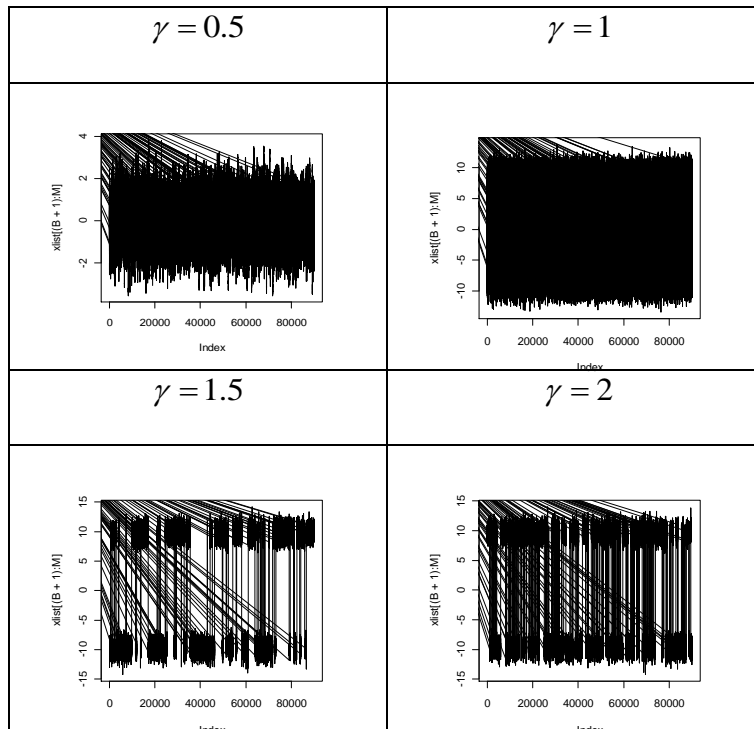 γ = 0.5
γ = 1
4
2
0
-2
xlist[(B + 1):M]
0 20000 40000 60000 80000
Index
10
5
0
-5
-10
xlist[(B + 1):M]
0 20000 40000 60000 80000
Index
γ = 1.5
γ = 2
15
10
5
0
-5
-10
-15
xlist[(B + 1):M]
0 20000 40000 60000 80000
Index
15
10
5
0
-5
-10
-15
xlist[(B + 1):M]
0 20000 40000 60000 80000
Index